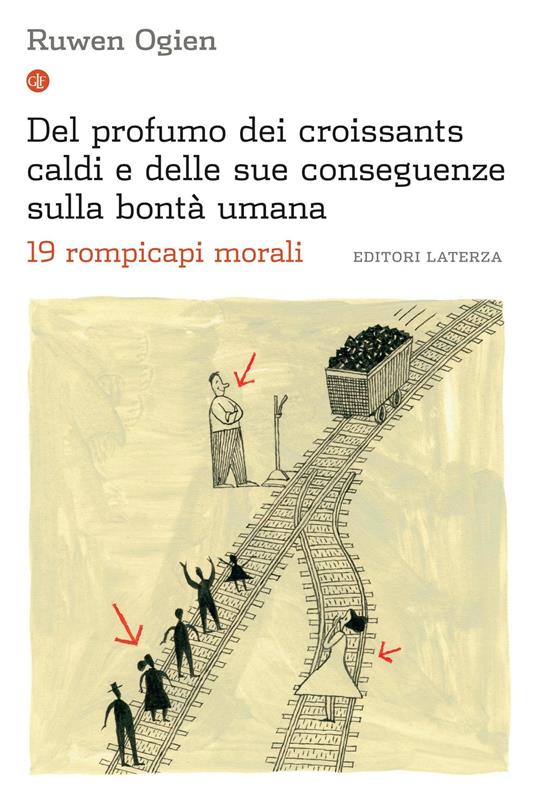 Ruwen Ogien
GLF
Del profumo dei croissants
caldi e delle sue conseguenze
sulla bontà umana
19 rompicapi morali
EDITORI LATERZA